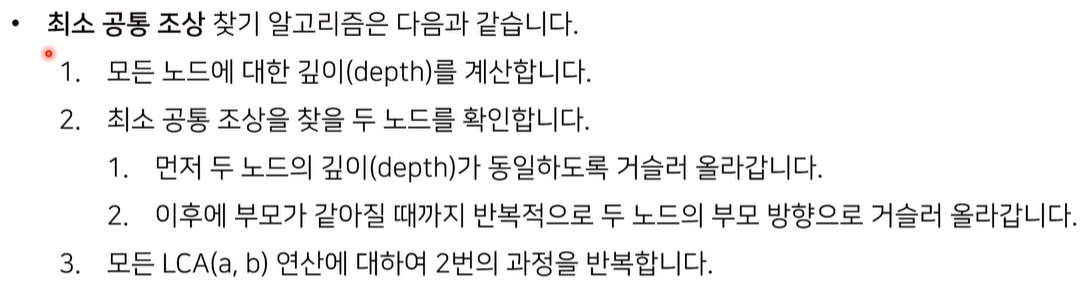 • 최소 공통 조상 찾기 알고리즘은 다음과 같습니다.
1. 모든 노드에 대한 깊이(depth)를 계산합니다.
2. 최소 공통 조상을 찾을 두 노드를 확인합니다.
1. 먼저 두 노드의 깊이(depth)가 동일하도록 거슬러 올라갑니다.
2. 이후에 부모가 같아질 때까지 반복적으로 두 노드의 부모 방향으로 거슬러 올라갑니다.
3. 모든 LCA(a, b) 연산에 대하여 2번의 과정을 반복합니다.